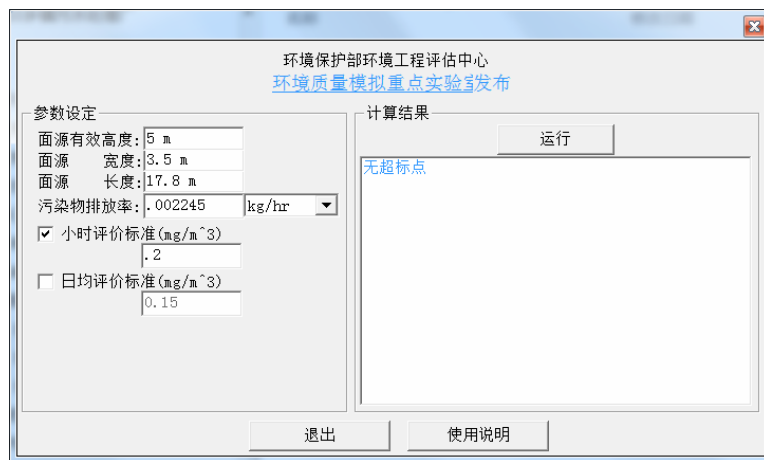 环境保护部环境工程评估中心
环境质量模拟重点实验室发布
参数设定
面源有效高度: 5 m
面源 宽度: 3.5 m
面源 长度: 17.8 m
污染物排放率: .002245 kg/hr
小时评价标准(mg/m^3)
.2
日均评价标准(mg/m^3)
0.15
计算结果
运行
无超标点
退出
使用说明